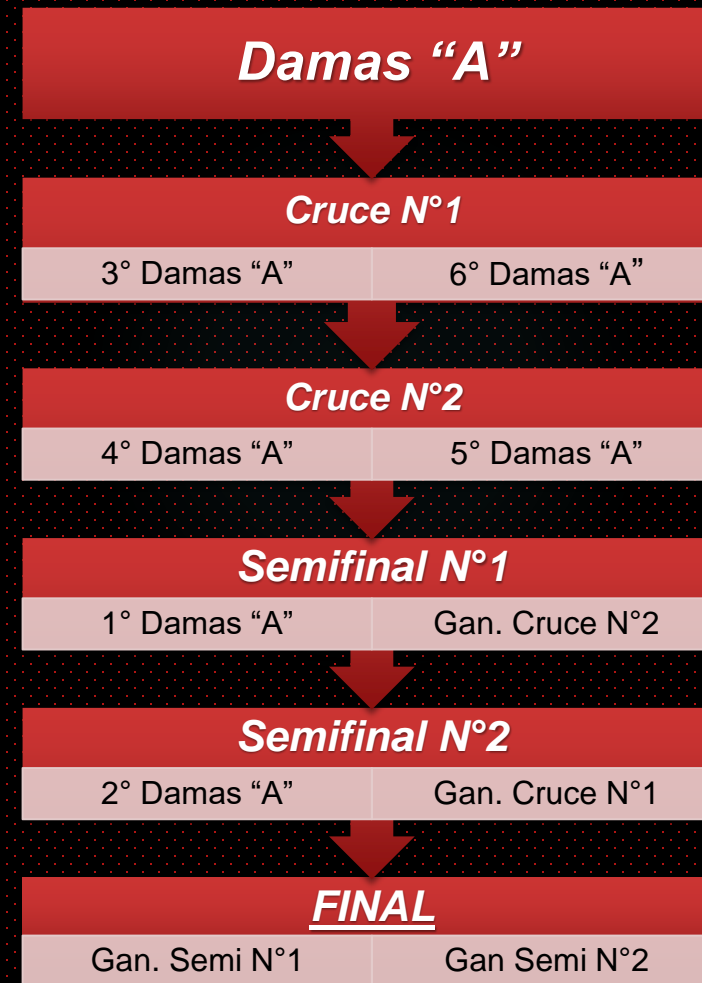 Damas “A”
Cruce N°1
3° Damas “A” 6° Damas “A”
Cruce N°2
4° Damas “A” 5° Damas “A”
Semifinal N°1
1° Damas “A” Gan. Cruce N°2
Semifinal N°2
2° Damas “A” Gan. Cruce N°1
FINAL
Gan. Semi N°1 Gan Semi N°2